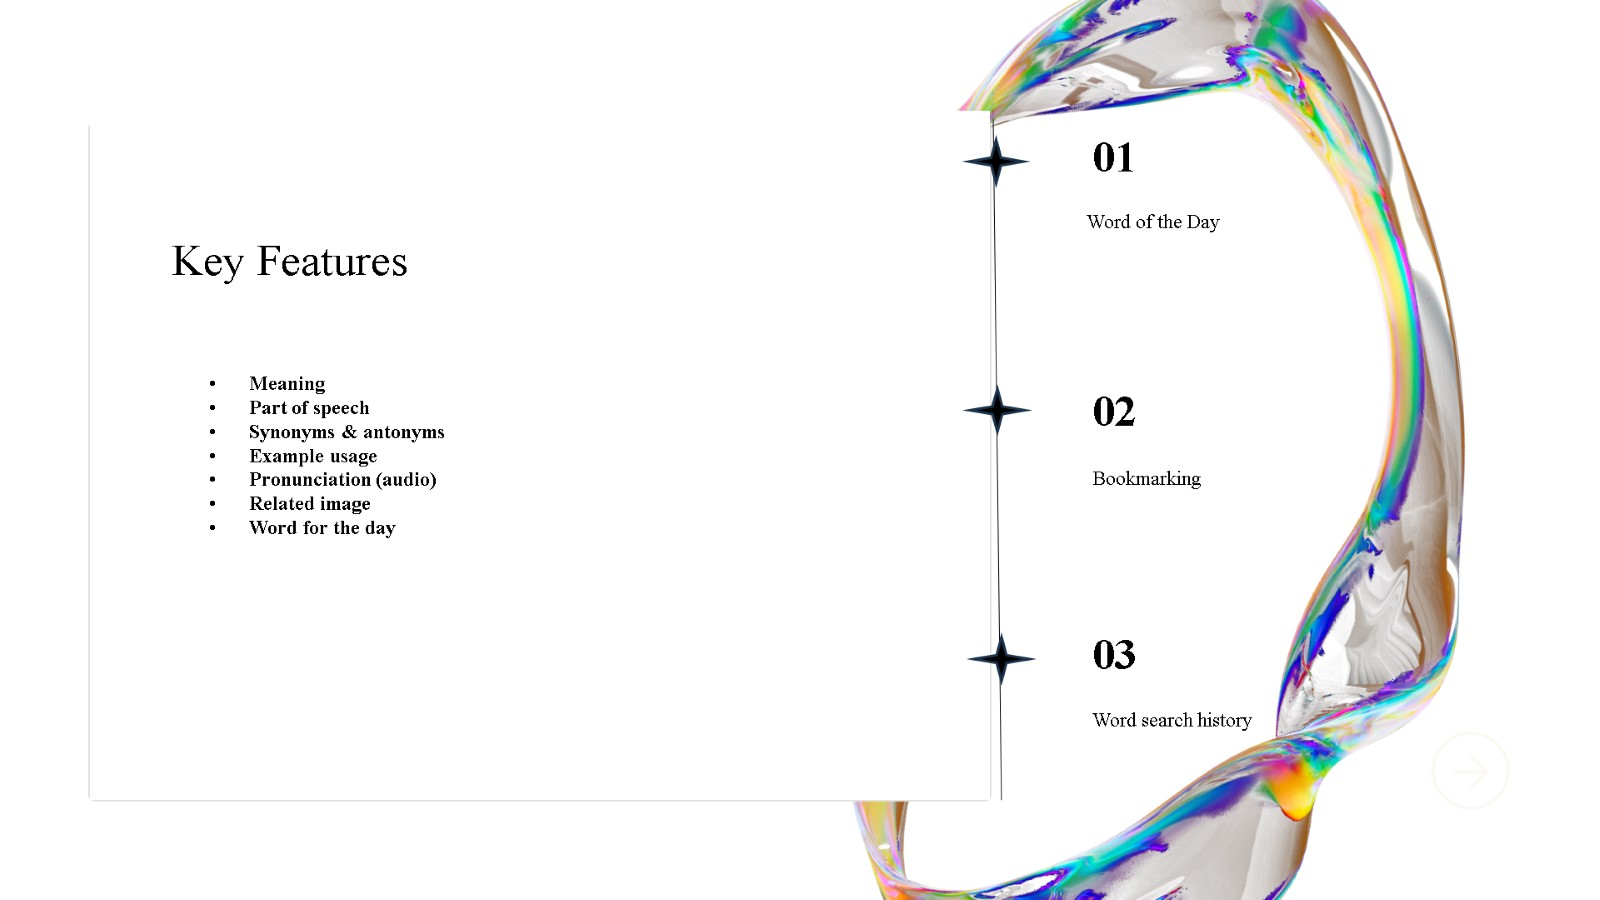 Key Features
• Meaning
• Part of speech
• Synonyms & antonyms
• Example usage
• Pronunciation (audio)
• Related image
• Word for the day
01
Word of the Day
02
Bookmarking
03
Word search history